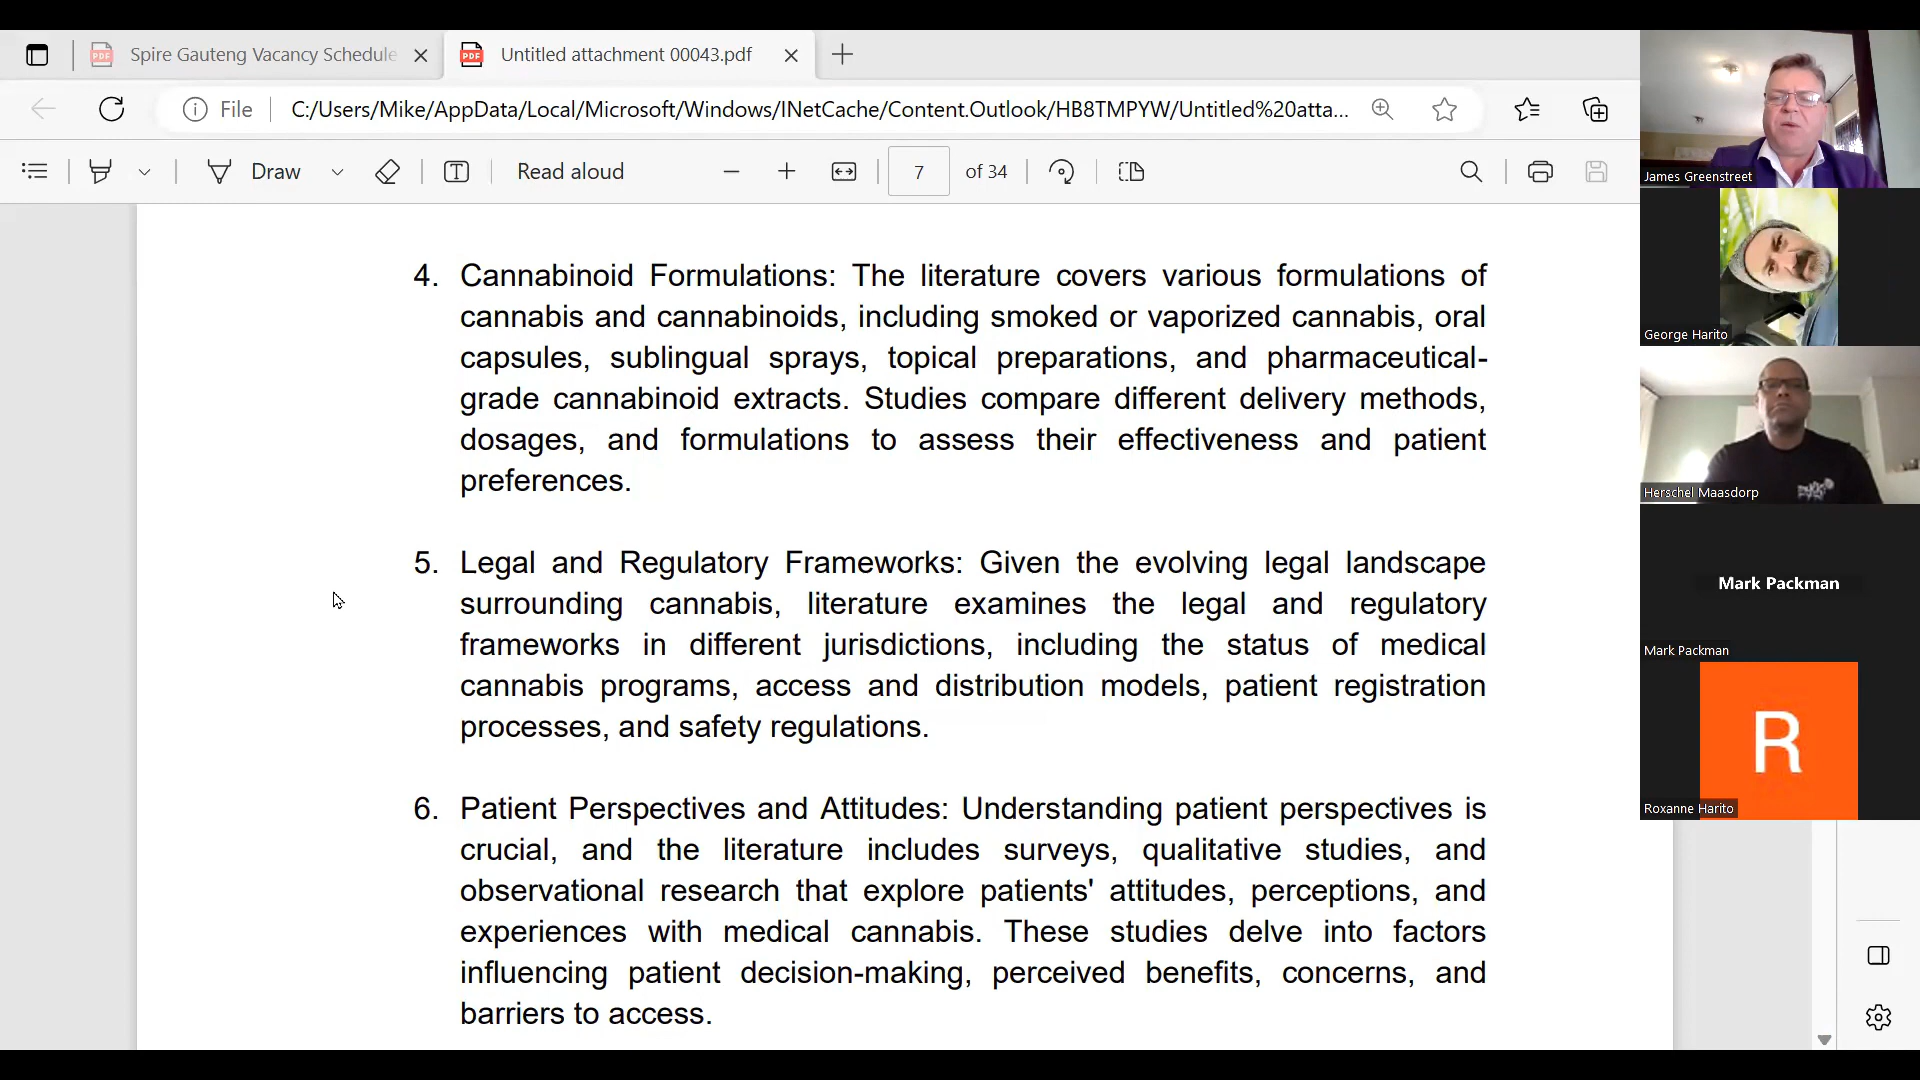 Spire Gauteng Vacancy Schedule
Untitled attachment 00043.pdf
File
C:/Users/Mike/AppData/Local/Microsoft/Windows/INetCache/Content.Outlook/HB8TMPYW/Untitled%20atta...
Draw
Read aloud
7
of 34
4. Cannabinoid Formulations: The literature covers various formulations of
cannabis and cannabinoids, including smoked or vaporized cannabis, oral
capsules, sublingual sprays, topical preparations, and pharmaceutical-
grade cannabinoid extracts. Studies compare different delivery methods,
dosages, and formulations to assess their effectiveness and patient
preferences.
5. Legal and Regulatory Frameworks: Given the evolving legal landscape
surrounding cannabis, literature examines the legal and regulatory
frameworks in different jurisdictions, including the status of medical
cannabis programs, access and distribution models, patient registration
processes, and safety regulations.
6. Patient Perspectives and Attitudes: Understanding patient perspectives is
crucial, and the literature includes surveys, qualitative studies, and
observational research that explore patients' attitudes, perceptions, and
experiences with medical cannabis. These studies delve into factors
influencing patient decision-making, perceived benefits, concerns, and
barriers to access.
James Greenstreet
George Harito
Herschel Maasdorp
Mark Packman
Mark Packman
R
Roxanne Harito